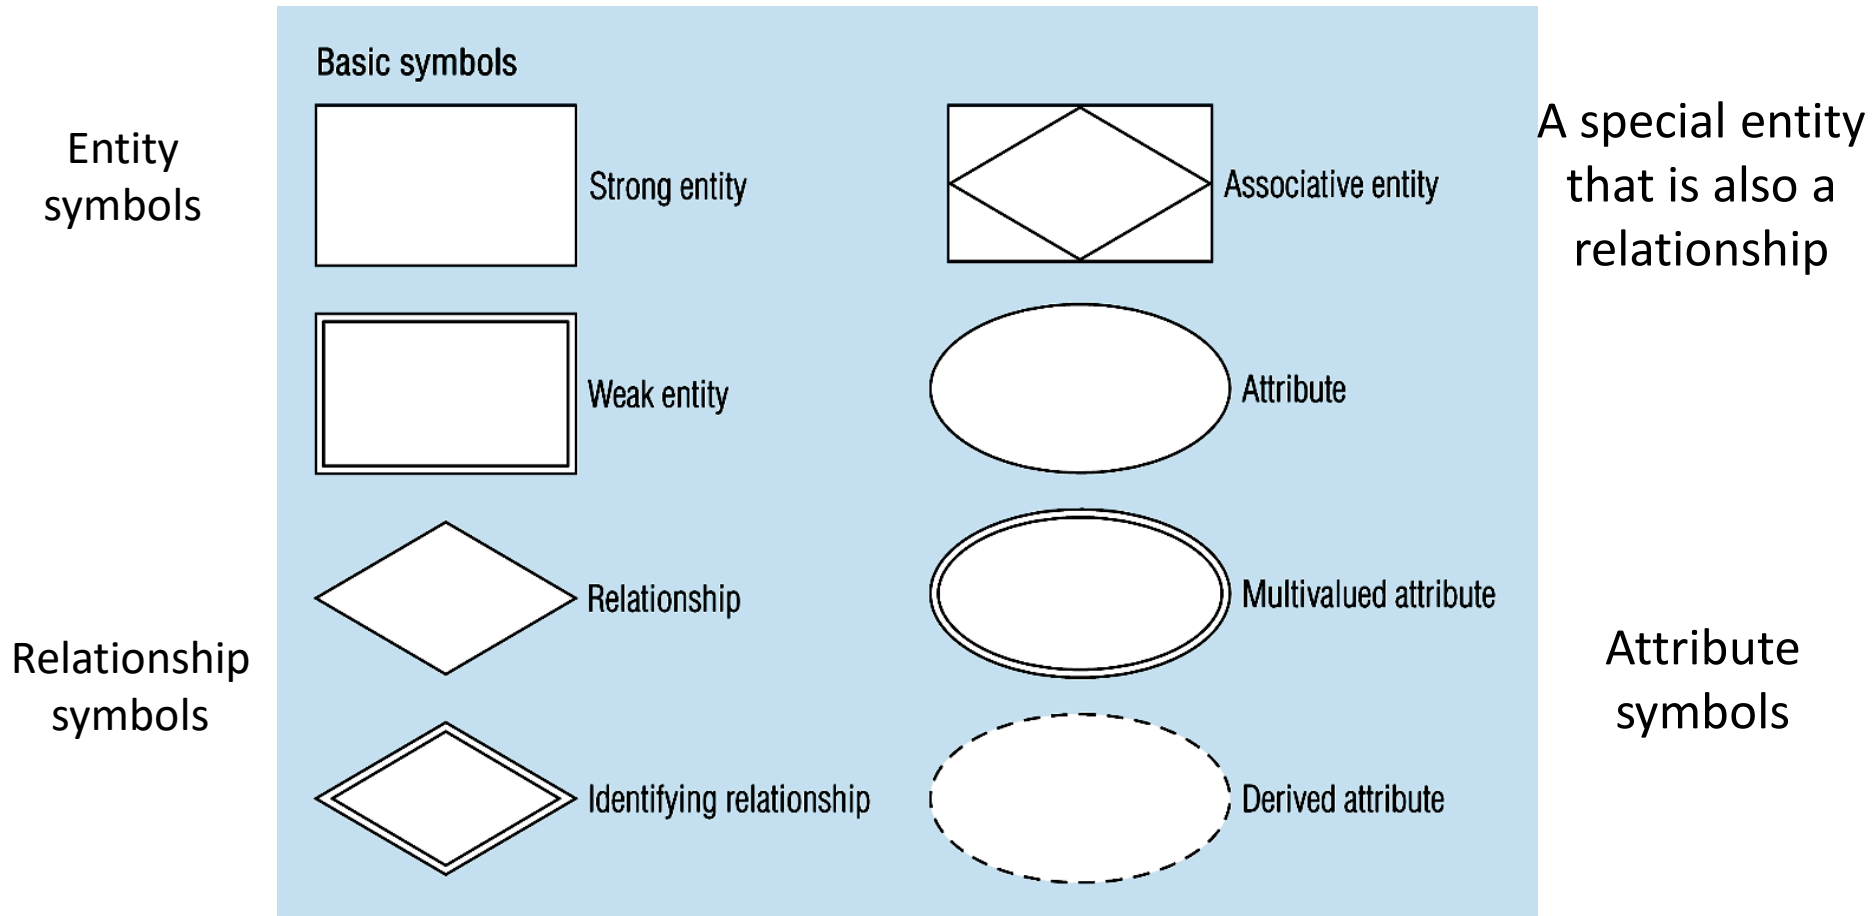 Basic symbols
Entity
symbols
Strong entity
Associative entity
A special entity
that is also a
relationship
Weak entity
Attribute
Relationship
Multivalued attribute
Relationship
symbols
Attribute
symbols
Identifying relationship
Derived attribute